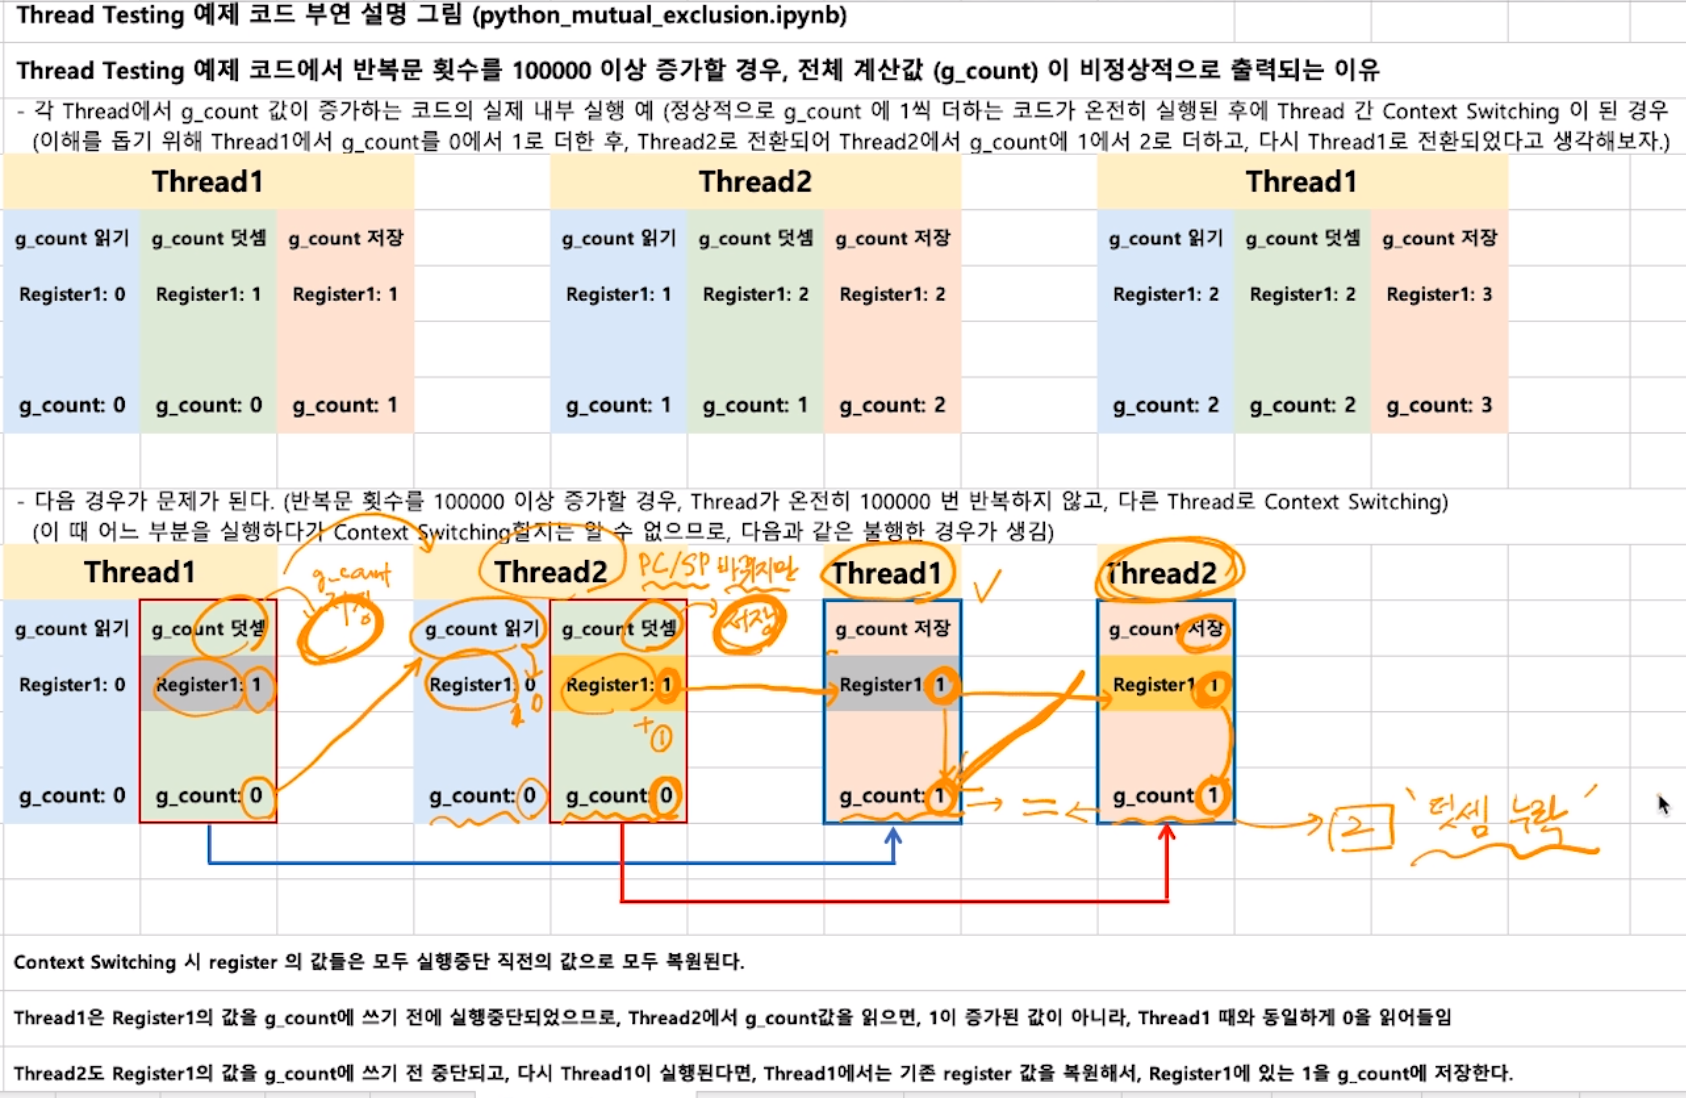 Thread Testing 예제 코드 부연 설명 그림 (python_mutual_exclusion.ipynb)
Thread Testing 예제 코드에서 반복문 횟수를 100000 이상 증가할 경우, 전체 계산값 (g_count) 이 비정상적으로 출력되는 이유
- 각 Thread에서 g_count 값이 증가하는 코드의 실제 내부 실행 예 (정상적으로 g_count 에 1씩 더하는 코드가 온전히 실행된 후에 Thread 간 Context Switching 이 된 경우
(이해를 돕기 위해 Thread1에서 g_count를 0에서 1로 더한 후, Thread2로 전환되어 Thread2에서 g_count에 1에서 2로 더하고, 다시 Thread1로 전환되었다고 생각해보자.)
Thread1 Thread2 Thread1
g_count 읽기 g_count 덧셈 g_count 저장 g_count 읽기 g_count 덧셈 g_count 저장 g_count 읽기 g_count 덧셈 g_count 저장
Register1: 0 Register1: 1 Register1: 1 Register1: 1 Register1: 2 Register1: 2 Register1: 2 Register1: 2 Register1: 3
g_count: 0 g_count: 0 g_count: 1 g_count: 1 g_count: 1 g_count: 2 g_count: 2 g_count: 2 g_count: 3
- 다음 경우가 문제가 된다. (반복문 횟수를 100000 이상 증가할 경우, Thread가 온전히 100000 번 반복하지 않고, 다른 Thread로 Context Switching)
(이 때 어느 부분을 실행하다가 Context Switching할지는 알 수 없으므로, 다음과 같은 불행한 경우가 생김)
Thread1 g_count 저장 Thread2 PC/SP 바뀌지만 Thread1 Thread2
g_count 읽기 g_count 덧셈 g_count 읽기 g_count 덧셈 저장 g_count 저장 g_count 저장
Register1: 0 Register1: 1 Register1: 0 Register1: 1 Register1: 1 Register1: 1
0 + 1
g_count: 0 g_count: 0 g_count: 0 g_count: 0 g_count: 1 = g_count: 1 2 '덧셈 누락'
Context Switching 시 register 의 값들은 모두 실행중단 직전의 값으로 모두 복원된다.
Thread1은 Register1의 값을 g_count에 쓰기 전에 실행중단되었으므로, Thread2에서 g_count값을 읽으면, 1이 증가된 값이 아니라, Thread1 때와 동일하게 0을 읽어들임
Thread2도 Register1의 값을 g_count에 쓰기 전 중단되고, 다시 Thread1이 실행된다면, Thread1에서는 기존 register 값을 복원해서, Register1에 있는 1을 g_count에 저장한다.